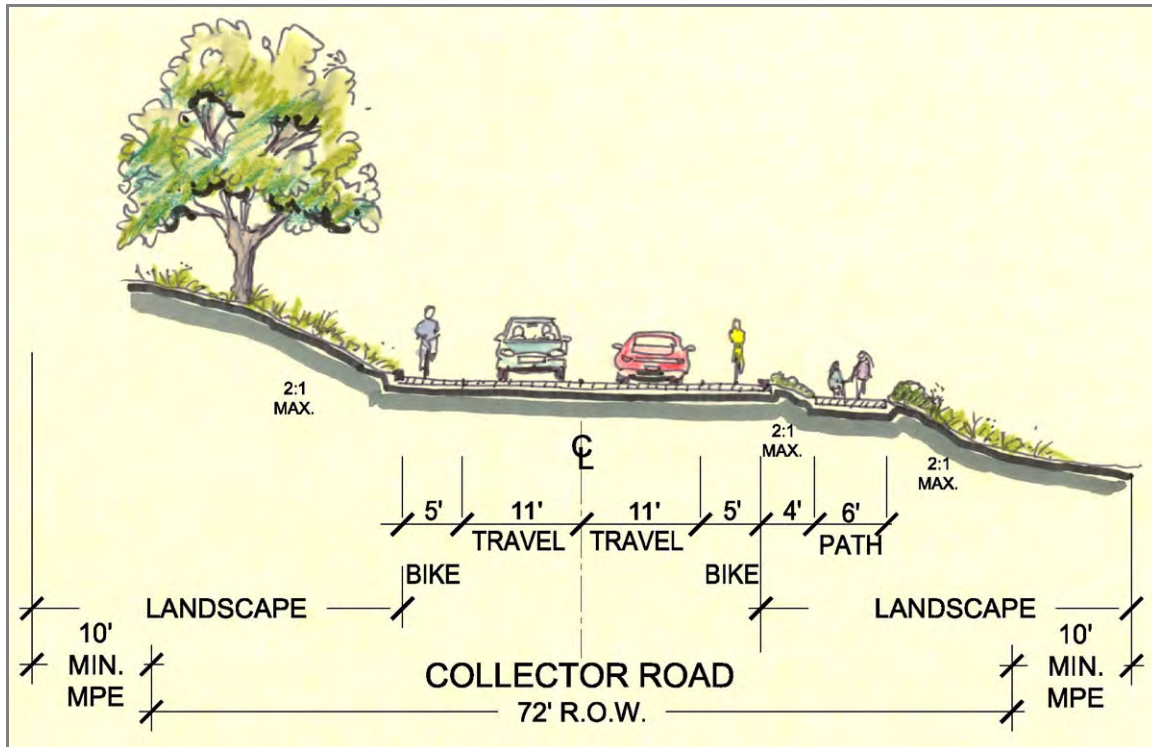 2:1
MAX.
℄
2:1
MAX.
2:1
MAX.
5' 11' 11' 5' 4' 6'
TRAVEL TRAVEL PATH
BIKE BIKE
LANDSCAPE LANDSCAPE
10'
MIN.
MPE
10'
MIN.
MPE
COLLECTOR ROAD
72' R.O.W.